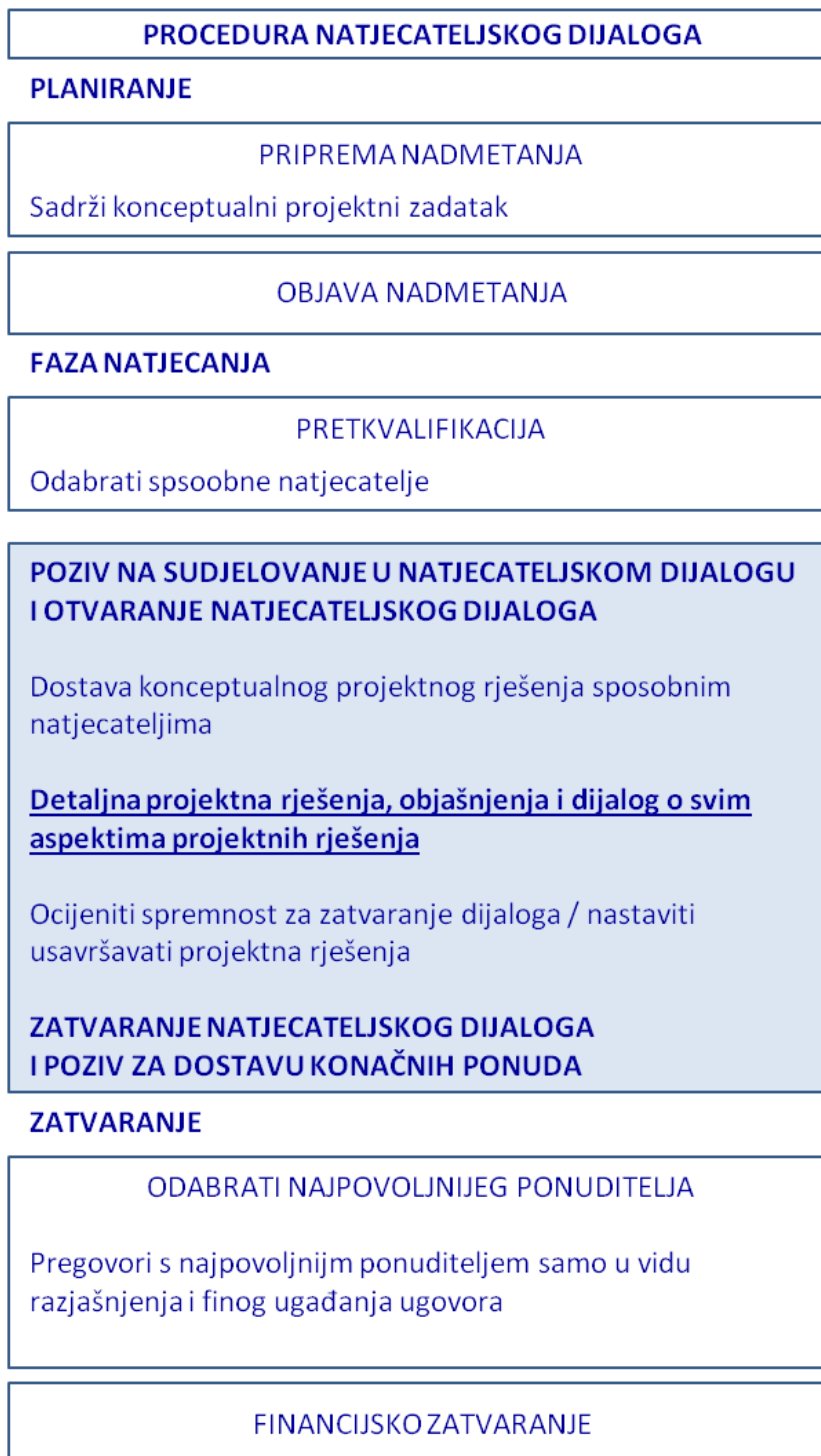 PROCEDURA NATJECATELJSKOG DIJALOGA
PLANIRANJE
PRIPREMA NADMETANJA
Sadrži konceptualni projektni zadatak
OBJAVA NADMETANJA
FAZA NATJECANJA
PRETKVALIFIKACIJA
Odabrati spsoobne natjecatelje
POZIV NA SUDJELOVANJE U NATJECATELJSKOM DIJALOGU
I OTVARANJE NATJECATELJSKOG DIJALOGA
Dostava konceptualnog projektnog rješenja sposobnim
natjecateljima
Detaljna projektna rješenja, objašnjenja i dijalog o svim
aspektima projektnih rješenja
Ocijeniti spremnost za zatvaranje dijaloga / nastaviti
usavršavati projektna rješenja
ZATVARANJE NATJECATELJSKOG DIJALOGA
I POZIV ZA DOSTAVU KONAČNIH PONUDA
ZATVARANJE
ODABRATI NAJPOVOLJNIJEG PONUDITELJA
Pregovori s najpovoljnijm ponuditeljem samo u vidu
razjašnjenja i finog ugađanja ugovora
FINANCIJSKO ZATVARANJE